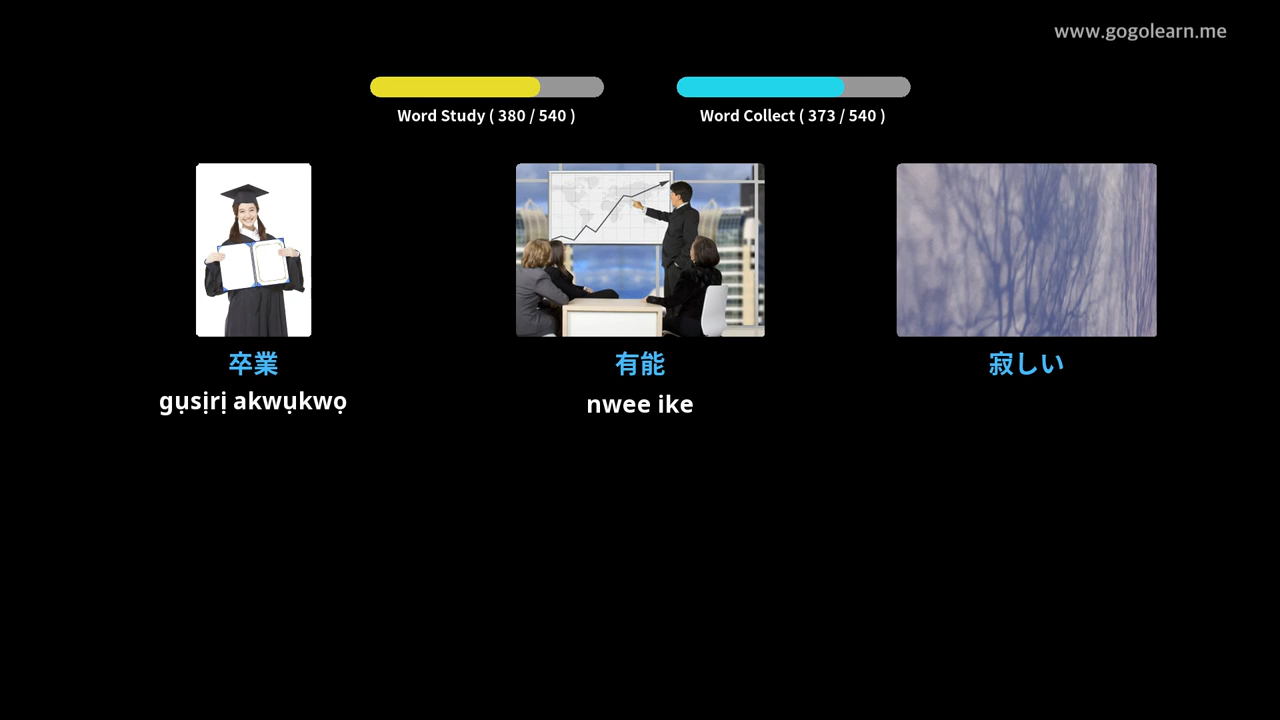 www.gogolearn.me
Word Study ( 380 / 540 )
Word Collect ( 373 / 540 )
卒業
有能
寂しい
gụsịrị akwụkwọ
nwee ike